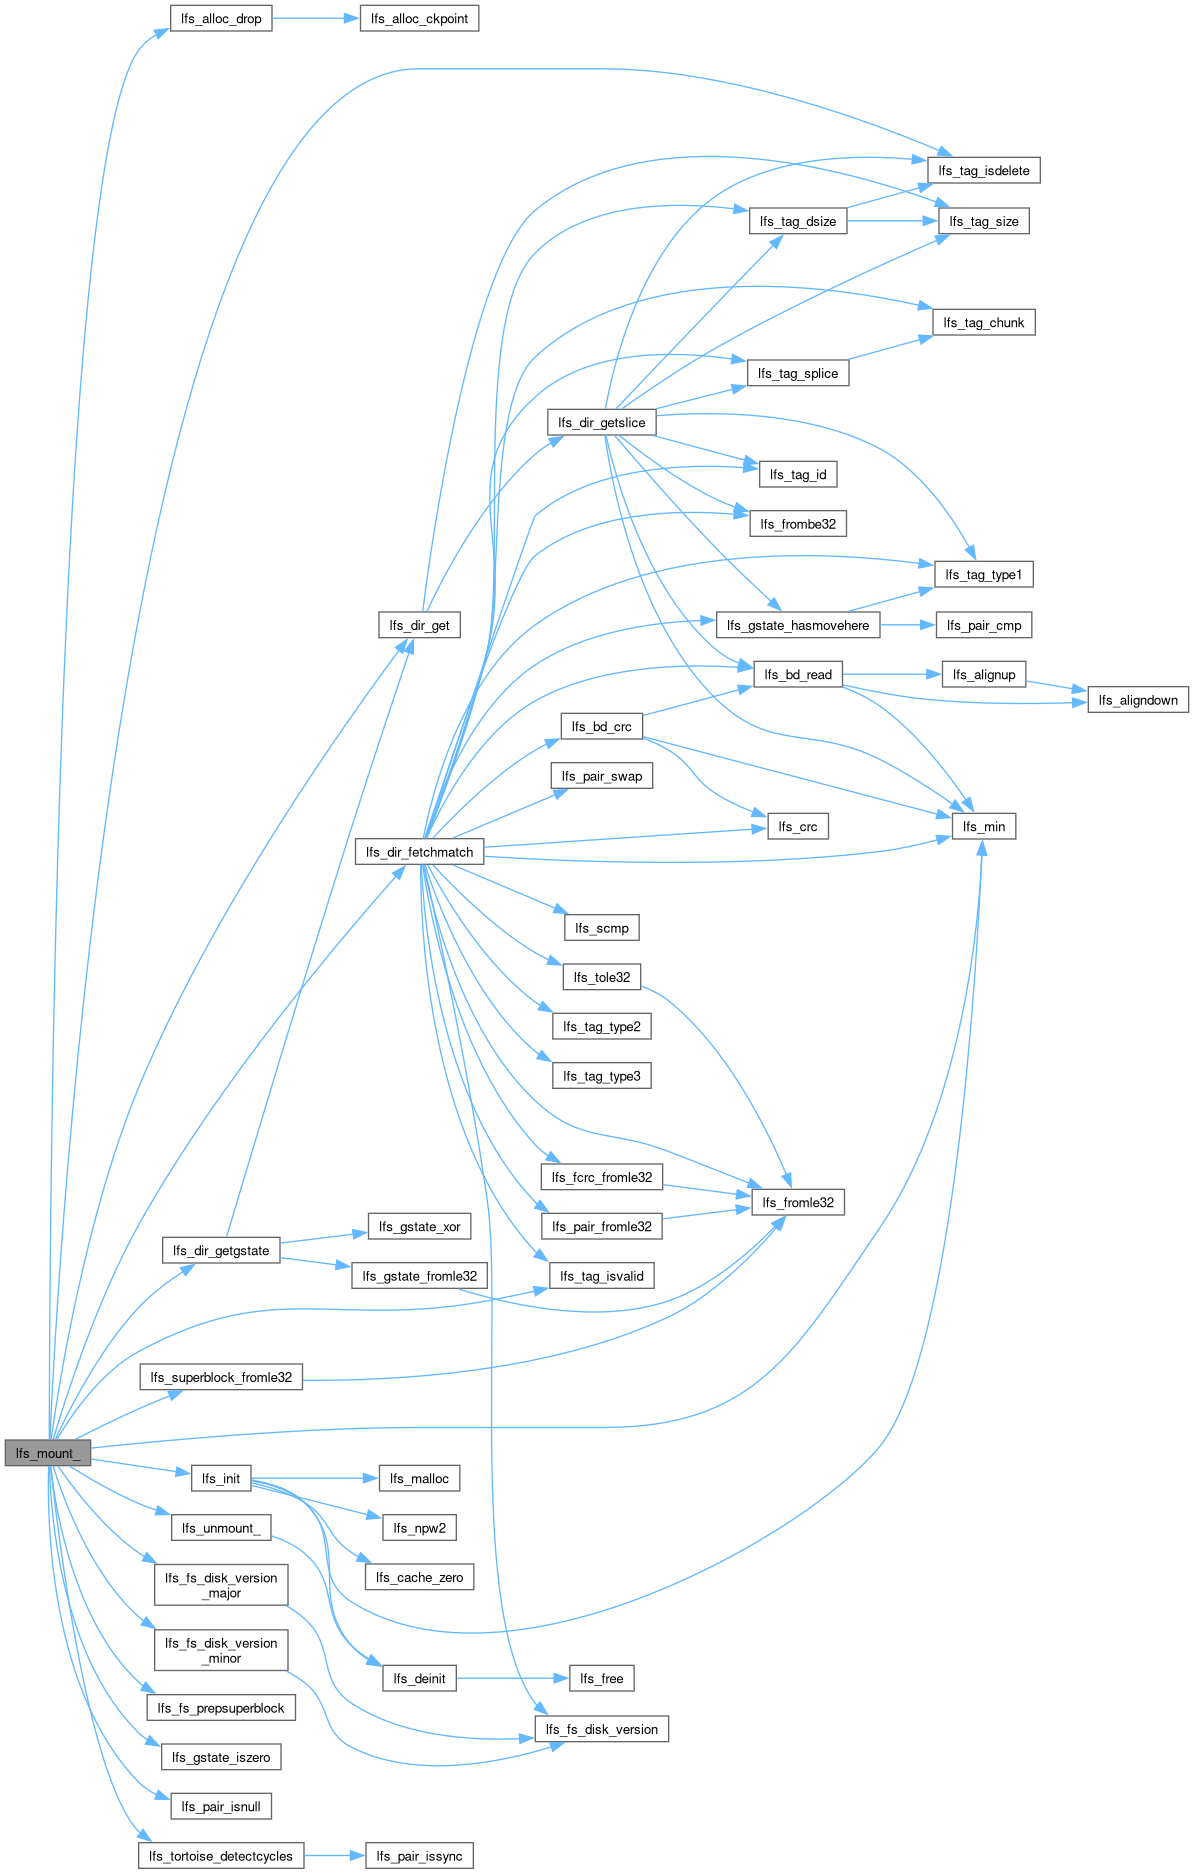 lfs_alloc_drop
lfs_alloc_ckpoint
lfs_tag_isdelete
lfs_tag_dsize
lfs_tag_size
lfs_tag_chunk
lfs_tag_splice
lfs_dir_getslice
lfs_tag_id
lfs_frombe32
lfs_tag_type1
lfs_dir_get
lfs_gstate_hasmovehere
lfs_pair_cmp
lfs_bd_read
lfs_alignup
lfs_aligndown
lfs_bd_crc
lfs_pair_swap
lfs_crc
lfs_min
lfs_dir_fetchmatch
lfs_scmp
lfs_tole32
lfs_tag_type2
lfs_tag_type3
lfs_fcrc_fromle32
lfs_fromle32
lfs_pair_fromle32
lfs_gstate_xor
lfs_dir_getgstate
lfs_gstate_fromle32
lfs_tag_isvalid
lfs_superblock_fromle32
lfs_mount_
lfs_init
lfs_malloc
lfs_unmount_
lfs_npw2
lfs_cache_zero
lfs_fs_disk_version
_major
lfs_fs_disk_version
_minor
lfs_deinit
lfs_free
lfs_fs_prepsuperblock
lfs_fs_disk_version
lfs_gstate_iszero
lfs_pair_isnull
lfs_tortoise_detectcycles
lfs_pair_issync